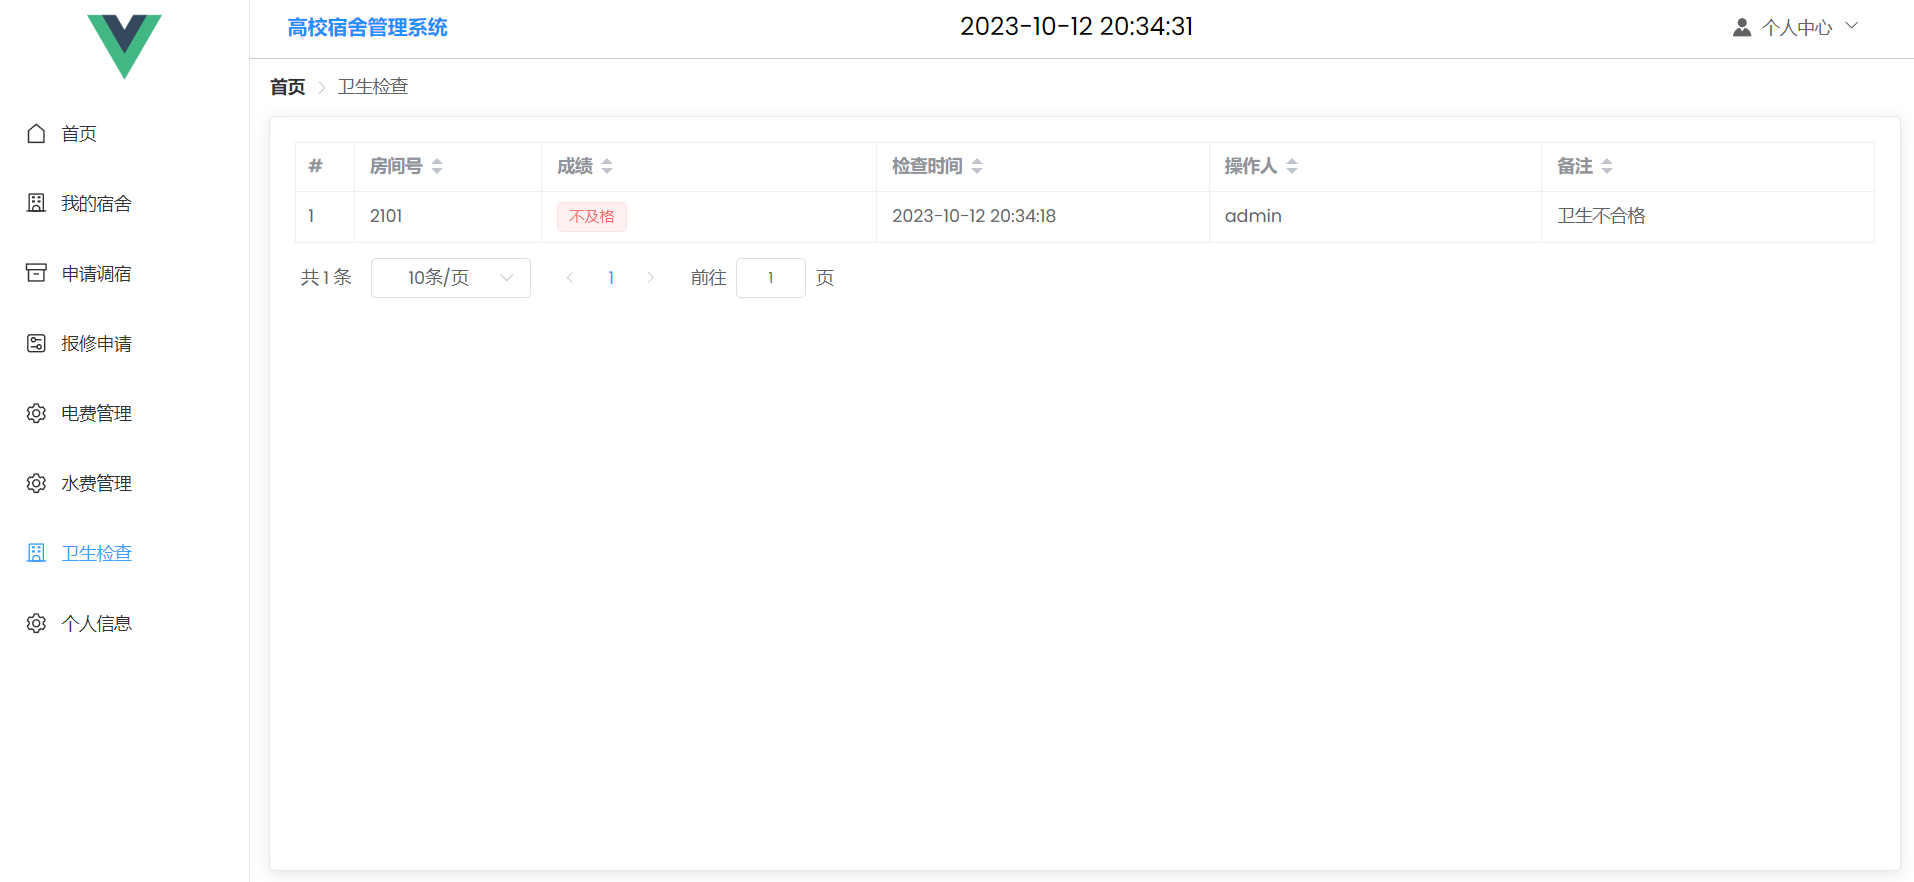 高校宿舍管理系统
2023-10-12 20:34:31
个人中心
首页
我的宿舍
申请调宿
报修申请
电费管理
水费管理
卫生检查
个人信息
首页 卫生检查
# 房间号 成绩 检查时间 操作人 备注
1 2101 不及格 2023-10-12 20:34:18 admin 卫生不合格
共 1 条 10条/页 1 前往 1 页